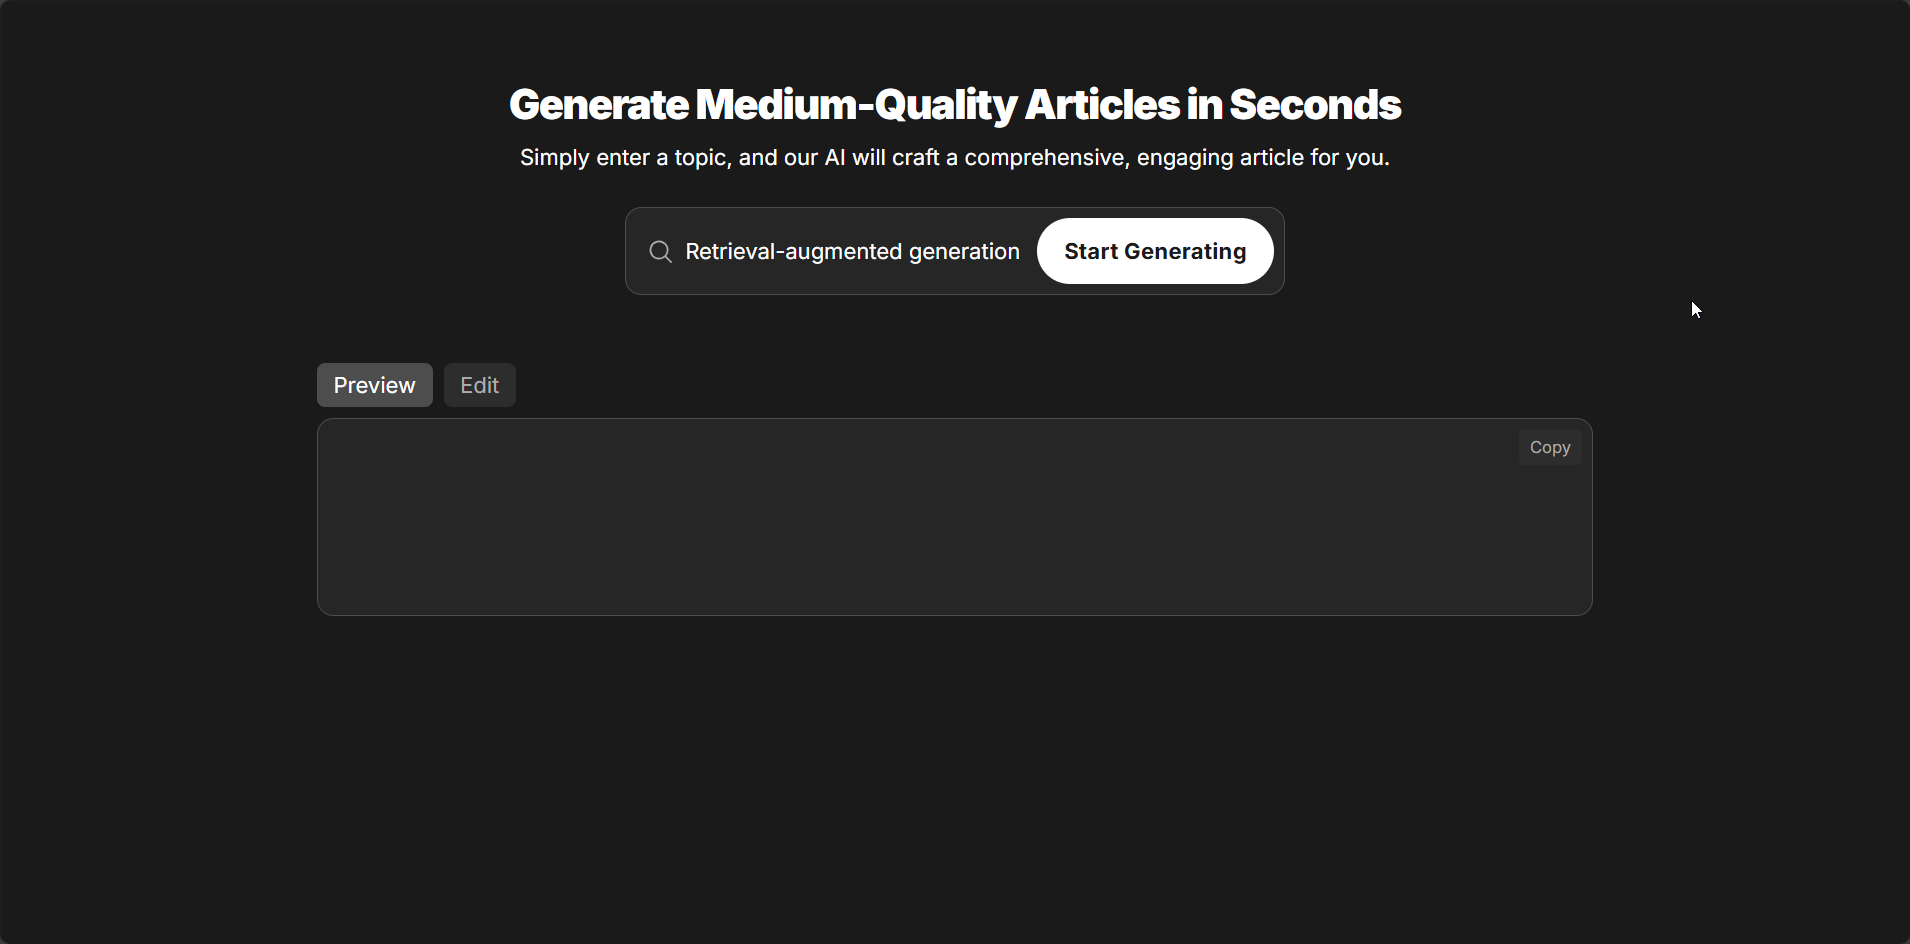 Generate Medium-Quality Articles in Seconds
Simply enter a topic, and our AI will craft a comprehensive, engaging article for you.
Retrieval-augmented generation
Start Generating
Preview
Edit
Copy